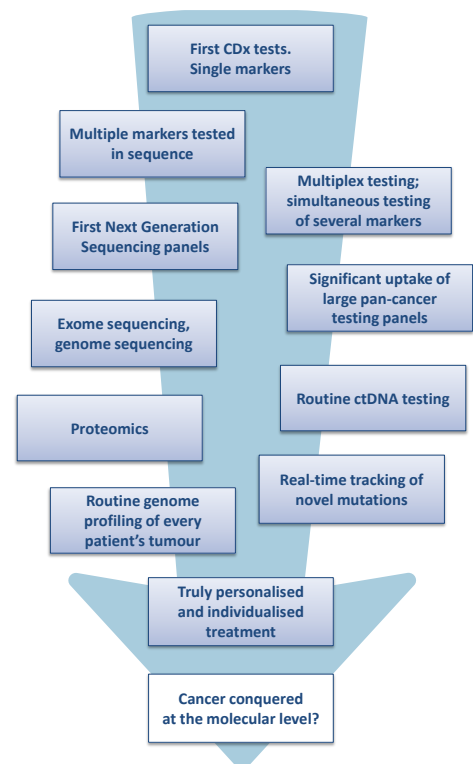 First CDx tests.
Single markers
Multiple markers tested
in sequence
Multiplex testing;
simultaneous testing
of several markers
First Next Generation
Sequencing panels
Significant uptake of
large pan-cancer
testing panels
Exome sequencing,
genome sequencing
Routine ctDNA testing
Proteomics
Real-time tracking of
novel mutations
Routine genome
profiling of every
patient's tumour
Truly personalised
and individualised
treatment
Cancer conquered
at the molecular level?